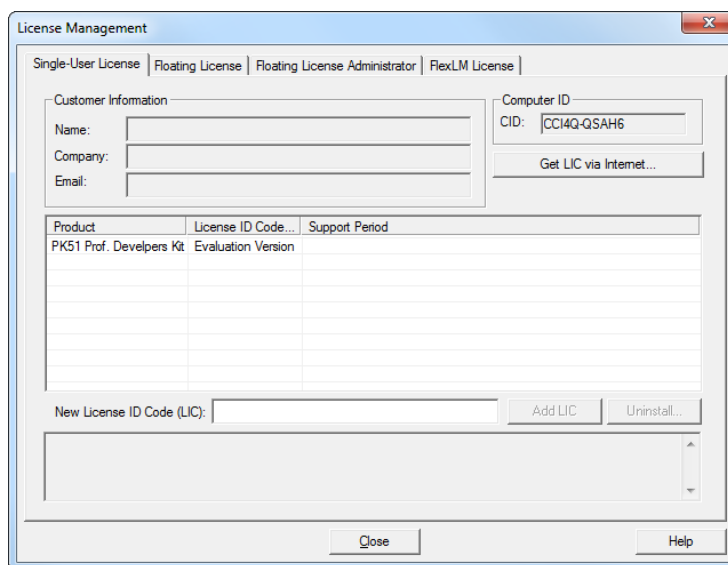 License Management
Single-User License
Floating License
Floating License Administrator
FlexLM License
Customer Information
Name:
Company:
Email:
Computer ID
CID: CCI4Q-QSAH6
Get LIC via Internet...
Product License ID Code... Support Period
PK51 Prof. Develpers Kit Evaluation Version
New License ID Code (LIC):
Add LIC
Uninstall...
Close
Help